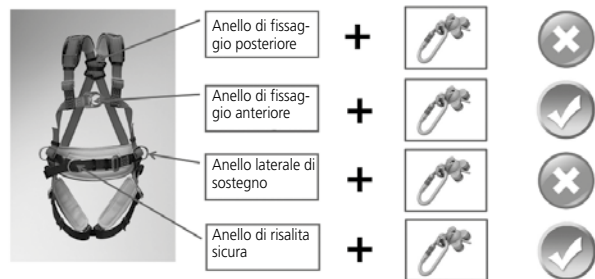 Anello di fissag-
gio posteriore
Anello di fissag-
gio anteriore
Anello laterale di
sostegno
Anello di risalita
sicura